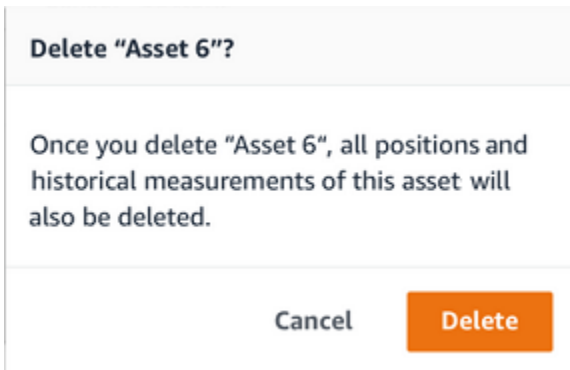 Delete “Asset 6”?
Once you delete “Asset 6“, all positions and
historical measurements of this asset will
also be deleted.
Cancel Delete